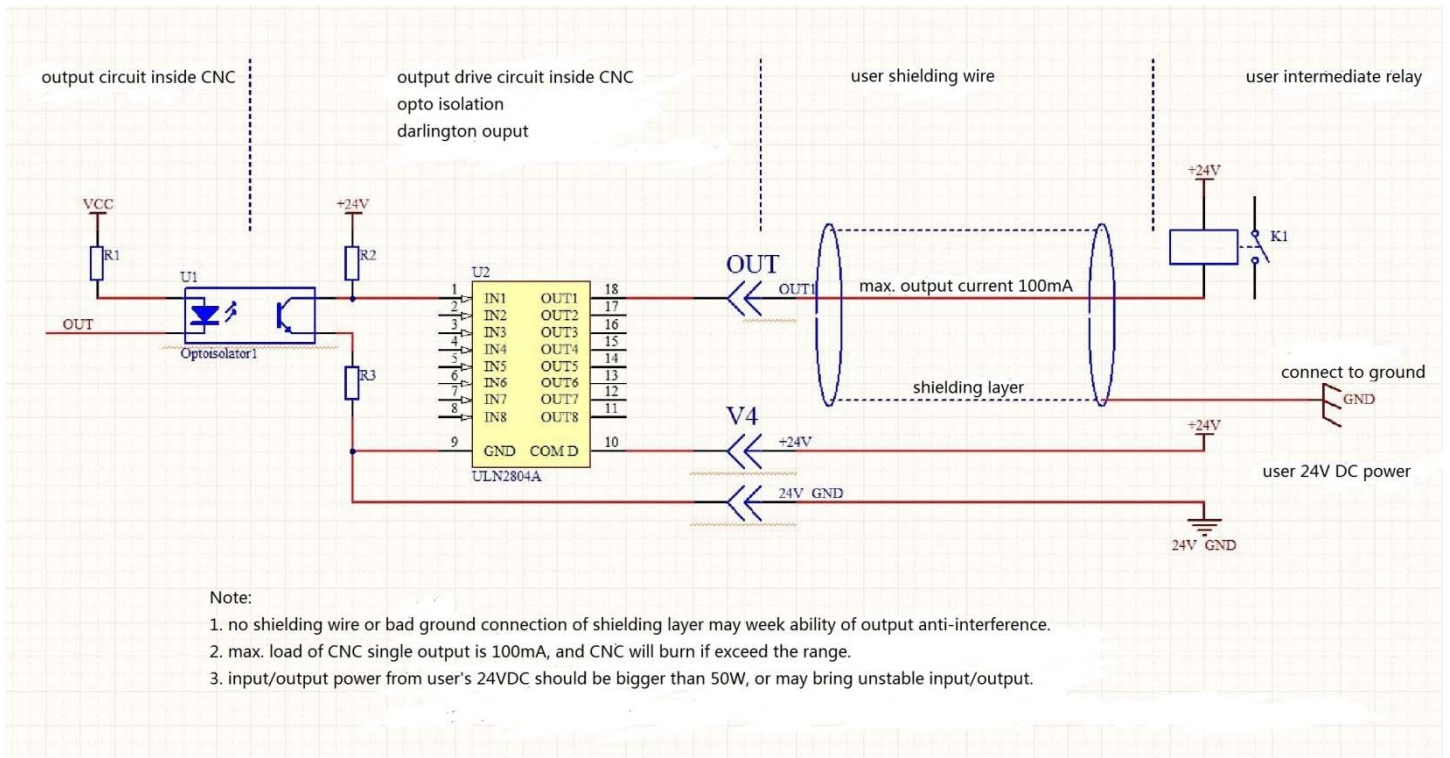 output circuit inside CNC
output drive circuit inside CNC
opto isolation
darlington ouput
user shielding wire
user intermediate relay
VCC
+24V
+24V
R1
R2
K1
U1
U2
OUT
OUT
Optoisolator1
R3
1 IN1 OUT1 18
2 IN2 OUT2 17
3 IN3 OUT3 16
4 IN4 OUT4 15
5 IN5 OUT5 14
6 IN6 OUT6 13
7 IN7 OUT7 12
8 IN8 OUT8 11
9 GND COM D 10
ULN2804A
OUT1
max. output current 100mA
shielding layer
connect to ground
GND
V4
+24V
+24V
user 24V DC power
24V GND
24V GND
Note:
1. no shielding wire or bad ground connection of shielding layer may week ability of output anti-interference.
2. max. load of CNC single output is 100mA, and CNC will burn if exceed the range.
3. input/output power from user's 24VDC should be bigger than 50W, or may bring unstable input/output.